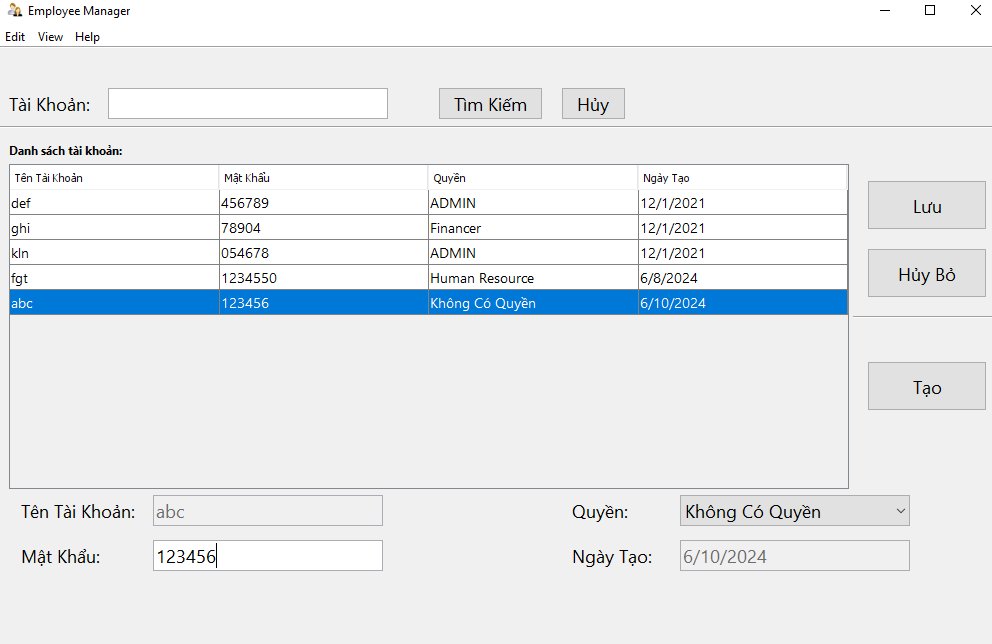 Employee Manager
Edit View Help
Tài Khoản: Tìm Kiếm Hủy
Danh sách tài khoản:
Tên Tài Khoản Mật Khẩu Quyền Ngày Tạo
def 456789 ADMIN 12/1/2021
ghi 78904 Financer 12/1/2021
kln 054678 ADMIN 12/1/2021
fgt 1234550 Human Resource 6/8/2024
abc 123456 Không Có Quyền 6/10/2024
Lưu
Hủy Bỏ
Tạo
Tên Tài Khoản: abc Quyền: Không Có Quyền
Mật Khẩu: 123456 Ngày Tạo: 6/10/2024